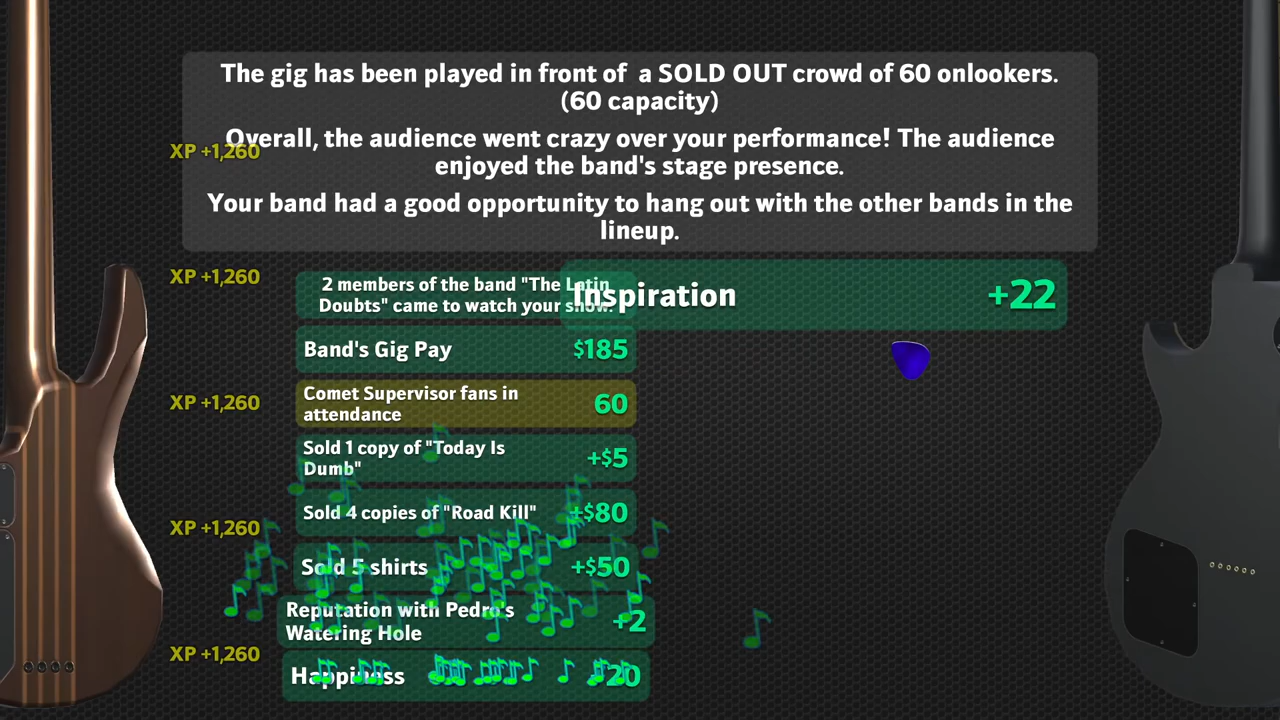 The gig has been played in front of a SOLD OUT crowd of 60 onlookers.
(60 capacity)
Overall, the audience went crazy over your performance! The audience
enjoyed the band's stage presence.
Your band had a good opportunity to hang out with the other bands in the
lineup.
XP +1,260
XP +1,260
2 members of the band "The Latin
Doubts" came to watch your show.
Inspiration +22
Band's Gig Pay $185
XP +1,260
Comet Supervisor fans in
attendance 60
Sold 1 copy of "Today Is
Dumb" +$5
Sold 4 copies of "Road Kill" +$80
XP +1,260
Sold 5 shirts +$50
Reputation with Pedro's
Watering Hole +2
XP +1,260
Happiness +20